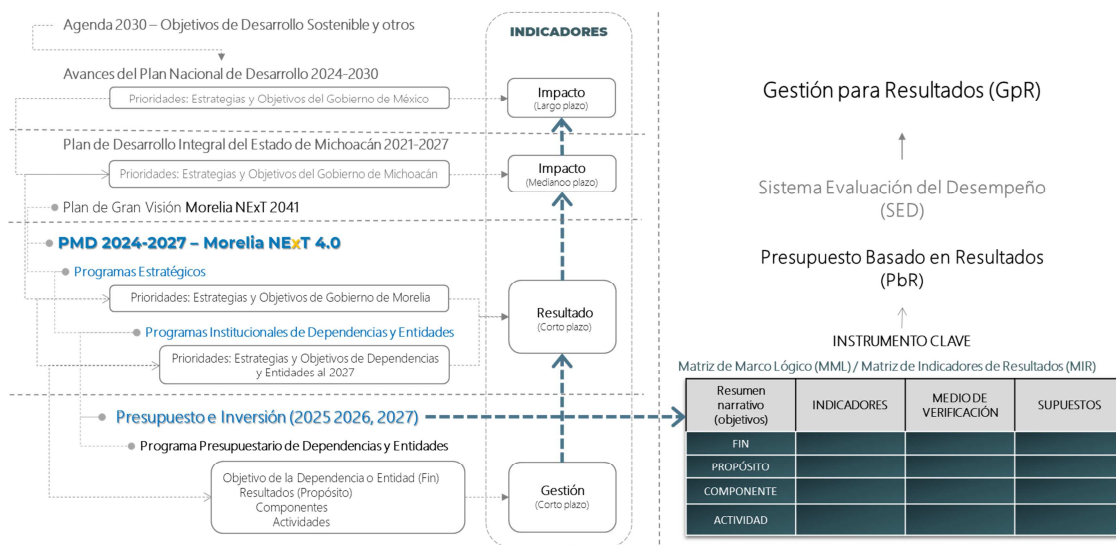 Agenda 2030 – Objetivos de Desarrollo Sostenible y otros
Avances del Plan Nacional de Desarrollo 2024-2030
Prioridades: Estrategias y Objetivos del Gobierno de México
Plan de Desarrollo Integral del Estado de Michoacán 2021-2027
Prioridades: Estrategias y Objetivos del Gobierno de Michoacán
Plan de Gran Visión Morelia NExT 2041
PMD 2024-2027 – Morelia NExT 4.0
Programas Estratégicos
Prioridades: Estrategias y Objetivos de Gobierno de Morelia
Programas Institucionales de Dependencias y Entidades
Prioridades: Estrategias y Objetivos de Dependencias
y Entidades al 2027
Presupuesto e Inversión (2025 2026, 2027)
Programa Presupuestario de Dependencias y Entidades
Objetivo de la Dependencia o Entidad (Fin)
Resultados (Propósito)
Componentes
Actividades
INDICADORES
Impacto
(Largo plazo)
Impacto
(Medianoo plazo)
Resultado
(Corto plazo)
Gestión
(Corto plazo)
Gestión para Resultados (GpR)
Sistema Evaluación del Desempeño
(SED)
Presupuesto Basado en Resultados
(PbR)
INSTRUMENTO CLAVE
Matriz de Marco Lógico (MML) / Matriz de Indicadores de Resultados (MIR)
Resumen
narrativo
(objetivos)
INDICADORES
MEDIO DE
VERIFICACIÓN
SUPUESTOS
FIN
PROPÓSITO
COMPONENTE
ACTIVIDAD